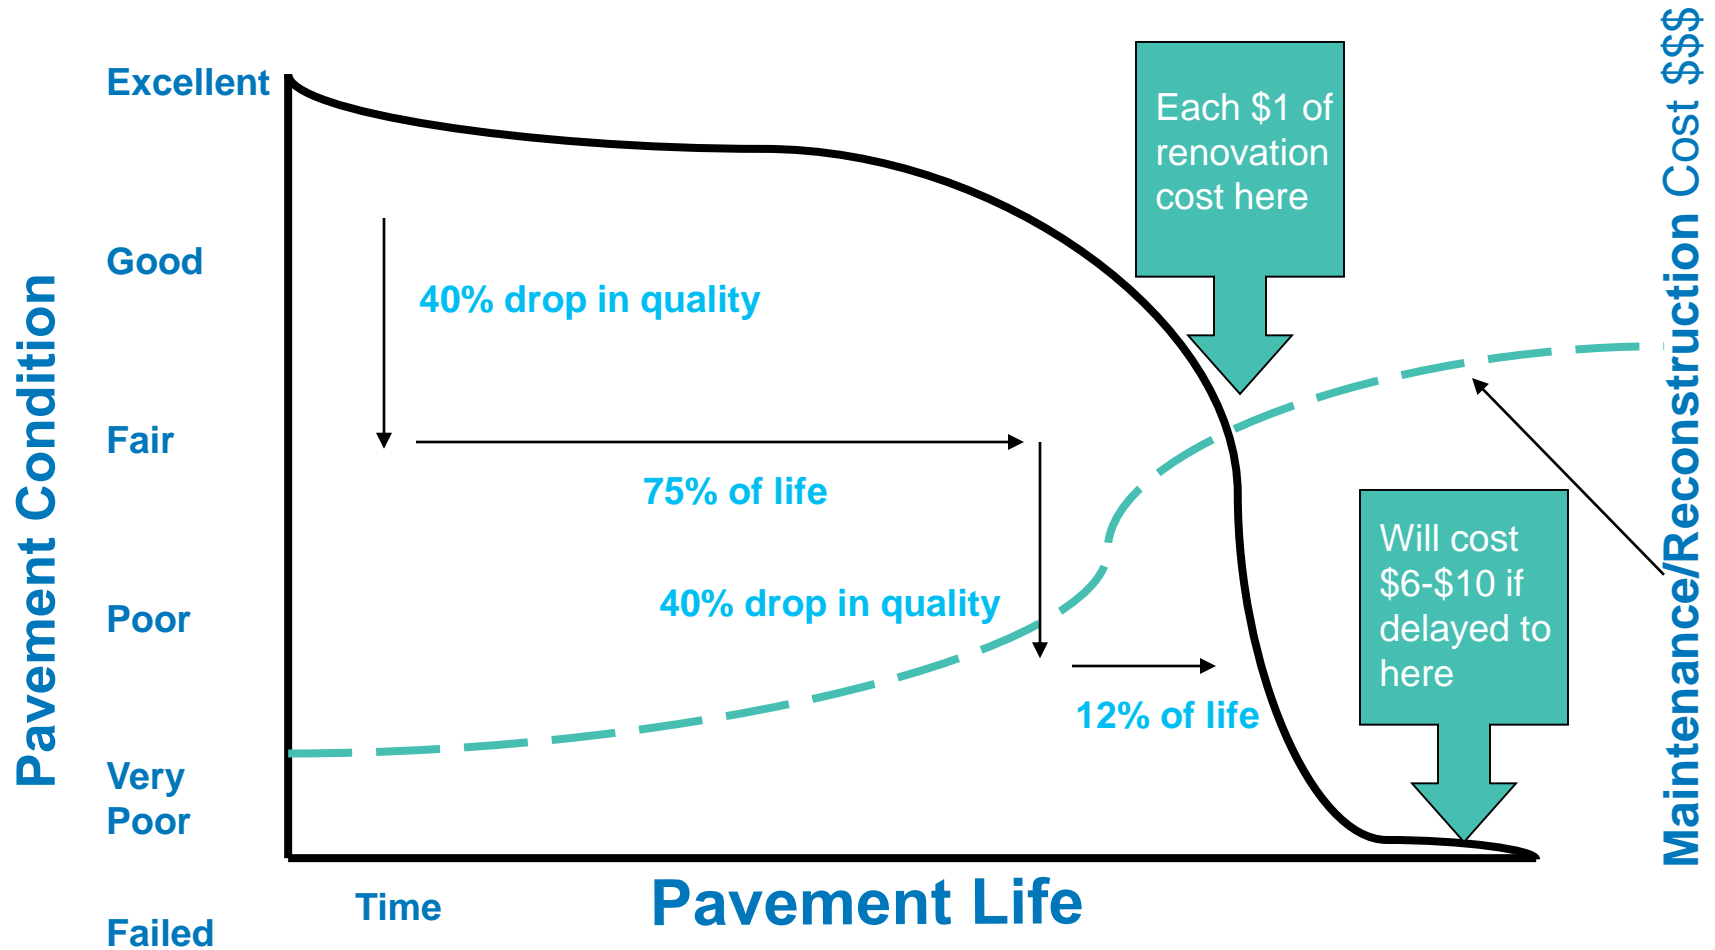 Excellent
Good
Fair
Poor
Very
Poor
Failed
Pavement Condition
40% drop in quality
75% of life
40% drop in quality
12% of life
Each $1 of
renovation
cost here
Will cost
$6-$10 if
delayed to
here
Maintenance/Reconstruction Cost $$$
Time
Pavement Life